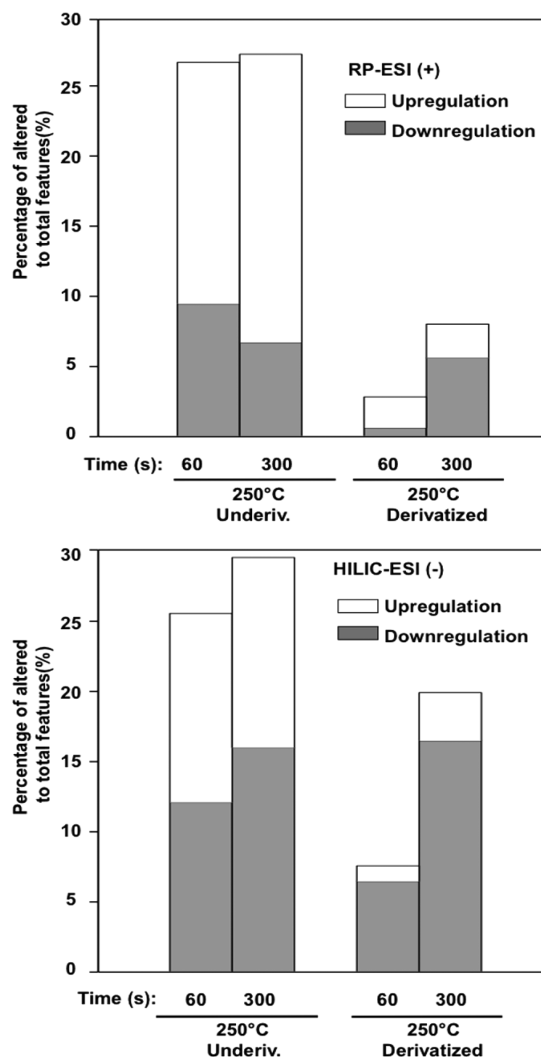 30
25
20
15
10
5
0
Percentage of altered
to total features(%)
RP-ESI (+)
Upregulation
Downregulation
Time (s): 60 300 60 300
250°C 250°C
Underiv. Derivatized
30
25
20
15
10
5
0
Percentage of altered
to total features(%)
HILIC-ESI (-)
Upregulation
Downregulation
Time (s): 60 300 60 300
250°C 250°C
Underiv. Derivatized